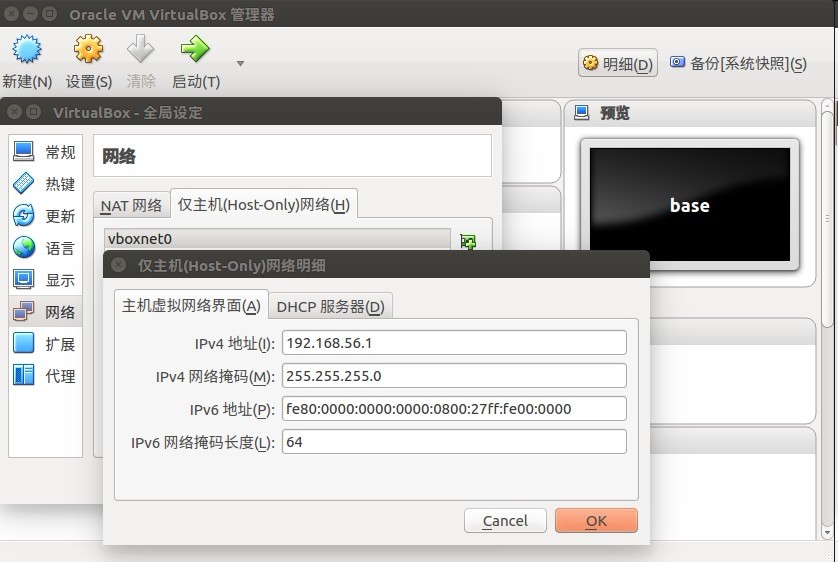 Oracle VM VirtualBox 管理器
新建(N) 设置(S) 清除 启动(T) 明细(D) 备份[系统快照](S)
VirtualBox - 全局设定
预览
base
常规
热键
更新
语言
显示
网络
扩展
代理
网络
NAT 网络 仅主机(Host-Only)网络(H)
vboxnet0
仅主机(Host-Only)网络明细
主机虚拟网络界面(A) DHCP 服务器(D)
IPv4 地址(I): 192.168.56.1
IPv4 网络掩码(M): 255.255.255.0
IPv6 地址(P): fe80:0000:0000:0000:0800:27ff:fe00:0000
IPv6 网络掩码长度(L): 64
Cancel OK